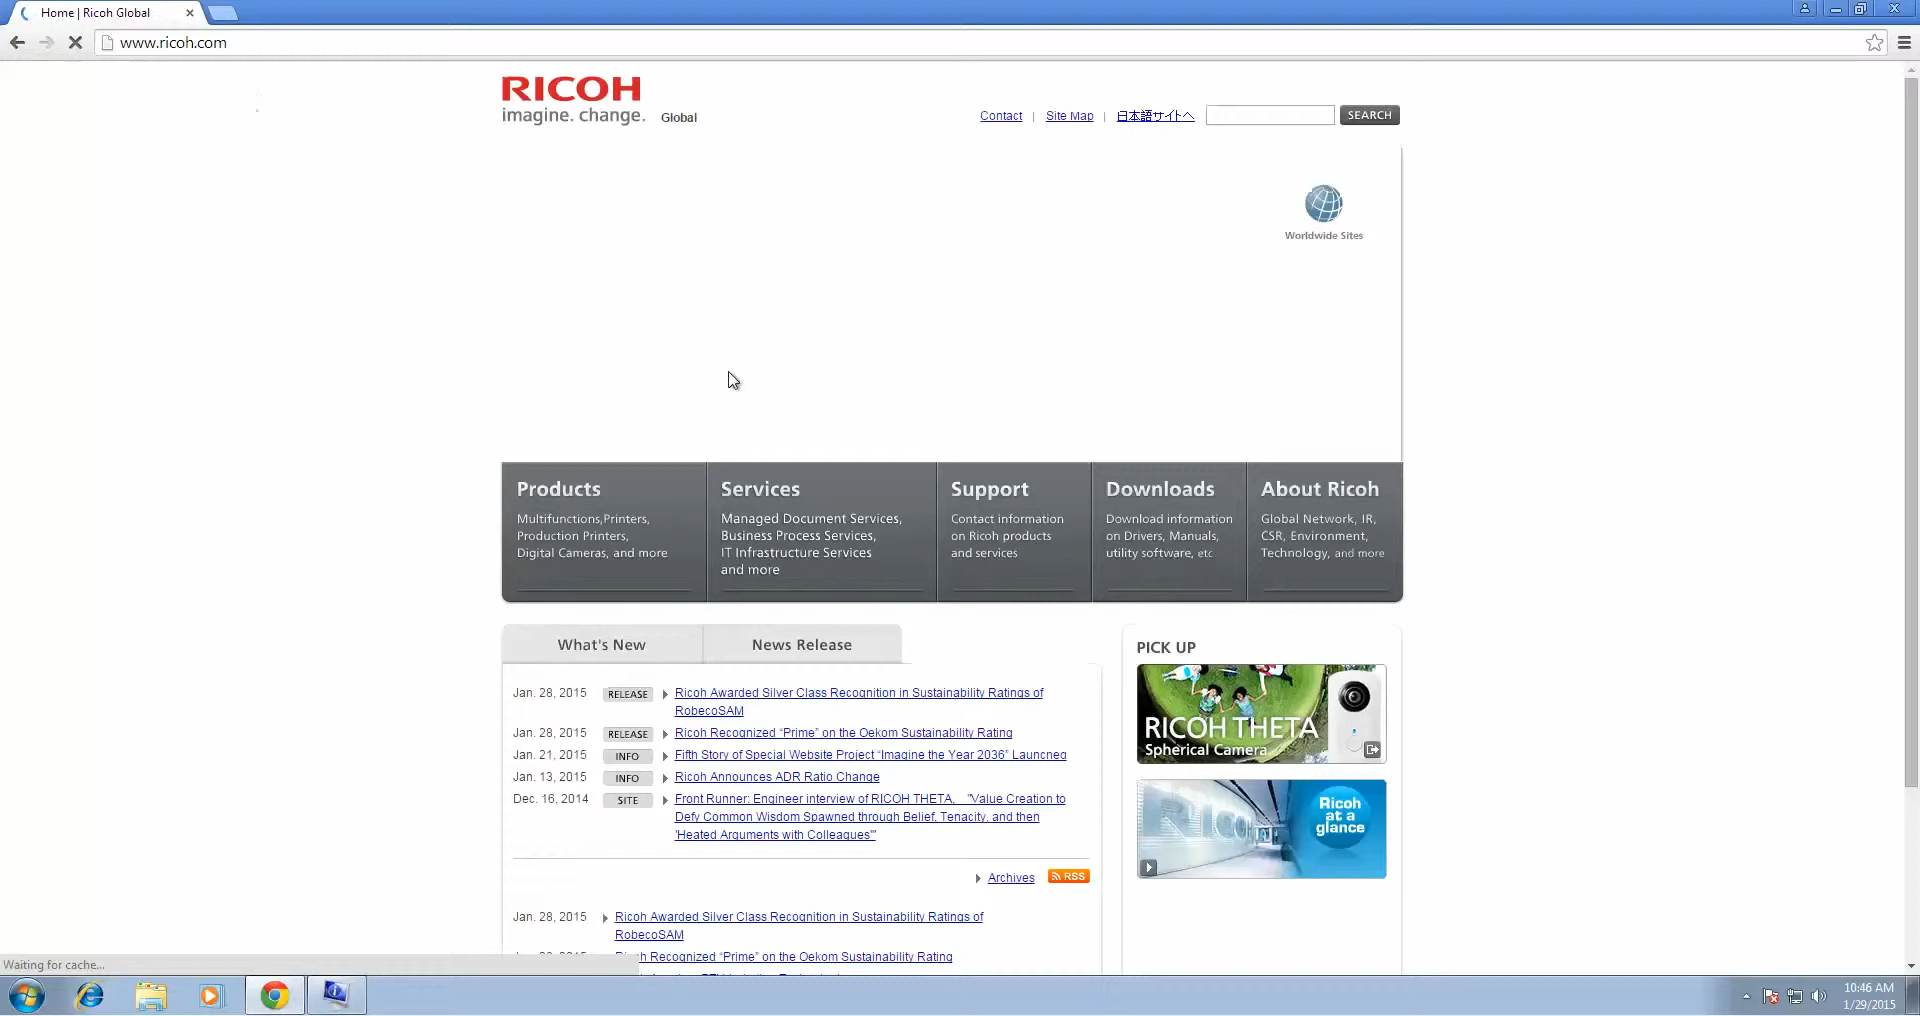 Home | Ricoh Global
www.ricoh.com
RICOH
imagine. change. Global
Contact | Site Map | 日本語サイトへ SEARCH
Worldwide Sites
Products
Multifunctions,Printers,
Production Printers,
Digital Cameras, and more
Services
Managed Document Services,
Business Process Services,
IT Infrastructure Services
and more
Support
Contact information
on Ricoh products
and services
Downloads
Download information
on Drivers, Manuals,
utility software, etc
About Ricoh
Global Network, IR,
CSR, Environment,
Technology, and more
What's New
News Release
Jan. 28, 2015 RELEASE Ricoh Awarded Silver Class Recognition in Sustainability Ratings of
RobecoSAM
Jan. 28, 2015 RELEASE Ricoh Recognized “Prime” on the Oekom Sustainability Rating
Jan. 21, 2015 INFO Fifth Story of Special Website Project “Imagine the Year 2036” Launched
Jan. 13, 2015 INFO Ricoh Announces ADR Ratio Change
Dec. 16, 2014 SITE Front Runner: Engineer interview of RICOH THETA, "Value Creation to
Defy Common Wisdom Spawned through Belief, Tenacity, and then
'Heated Arguments with Colleagues'"
Archives RSS
Jan. 28, 2015 Ricoh Awarded Silver Class Recognition in Sustainability Ratings of
RobecoSAM
Recognized “Prime” on the Oekom Sustainability Rating
PICK UP
RICOH THETA
Spherical Camera
RICOH
Ricoh
at a
glance
Waiting for cache...
10:46 AM
1/29/2015